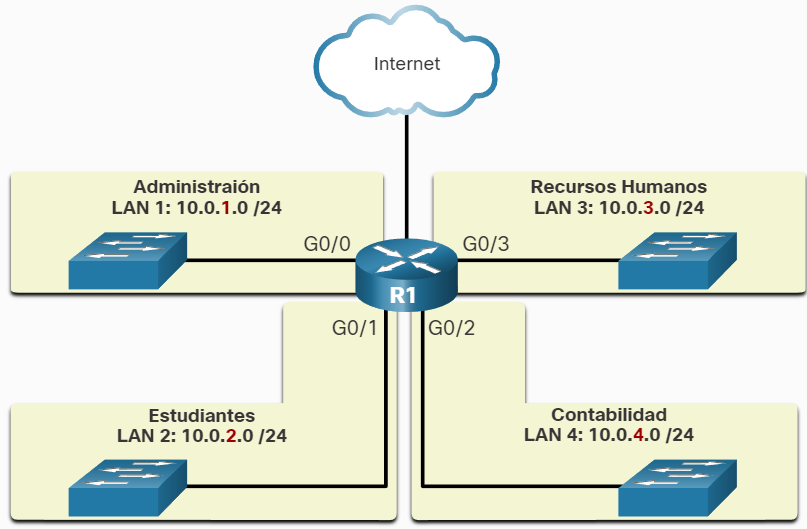 Internet
Administraión
LAN 1: 10.0.1.0 /24
Recursos Humanos
LAN 3: 10.0.3.0 /24
G0/0
G0/3
R1
G0/1
G0/2
Estudiantes
LAN 2: 10.0.2.0 /24
Contabilidad
LAN 4: 10.0.4.0 /24